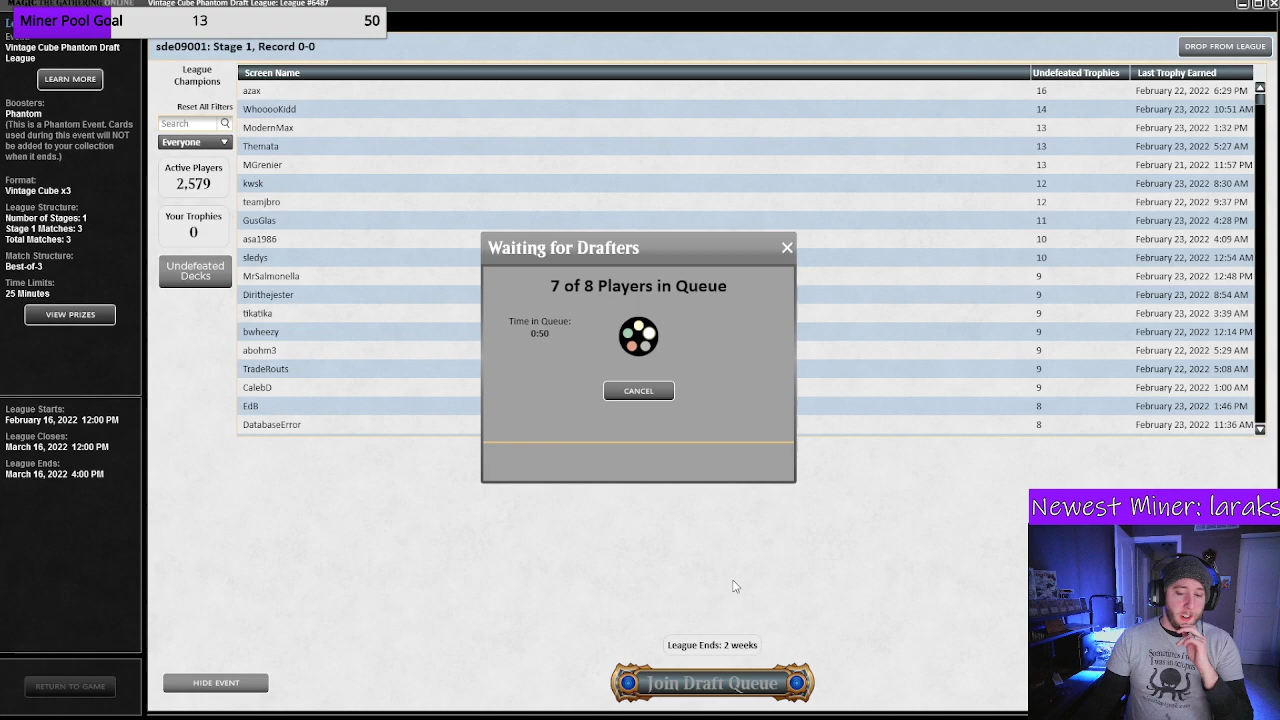 MAGIC THE GATHERING ONLINE
Vintage Cube Phantom Draft League: League #6487
Miner Pool Goal 13 50
Vintage Cube Phantom Draft
League
LEARN MORE
Boosters:
Phantom
(This is a Phantom Event. Cards
used during this event will NOT
be added to your collection
when it ends.)
Format:
Vintage Cube x3
League Structure:
Number of Stages: 1
Stage 1 Matches: 3
Total Matches: 3
Match Structure:
Best-of-3
Time Limits:
25 Minutes
VIEW PRIZES
League Starts:
February 16, 2022 12:00 PM
League Closes:
March 16, 2022 12:00 PM
League Ends:
March 16, 2022 4:00 PM
RETURN TO GAME
sde09001: Stage 1, Record 0-0
DROP FROM LEAGUE
League
Champions
Reset All Filters
Search
Everyone
Active Players
2,579
Your Trophies
0
Undefeated
Decks
Screen Name Undefeated Trophies Last Trophy Earned
azax 16 February 22, 2022 6:29 PM
WhooooKidd 14 February 23, 2022 10:51 AM
ModernMax 13 February 23, 2022 1:32 PM
Themata 13 February 23, 2022 5:27 AM
MGrenier 13 February 21, 2022 11:57 PM
kwsk 12 February 23, 2022 8:30 AM
teamjbro 12 February 22, 2022 9:37 PM
GusGlas 11 February 23, 2022 4:28 PM
asa1986 10 February 23, 2022 4:09 AM
sledys 10 February 22, 2022 12:54 AM
MrSalmonella 9 February 23, 2022 12:48 PM
Dirithejester 9 February 23, 2022 8:54 AM
tikatika 9 February 23, 2022 3:39 AM
bwheezy 9 February 22, 2022 12:14 PM
abohm3 9 February 22, 2022 5:29 AM
TradeRouts 9 February 22, 2022 5:08 AM
CalebD 9 February 22, 2022 1:00 AM
EdB 8 February 23, 2022 1:46 PM
DatabaseError 8 February 23, 2022 11:36 AM
Waiting for Drafters
7 of 8 Players in Queue
Time in Queue:
0:50
CANCEL
League Ends: 2 weeks
Join Draft Queue
HIDE EVENT
Newest Miner: laraks